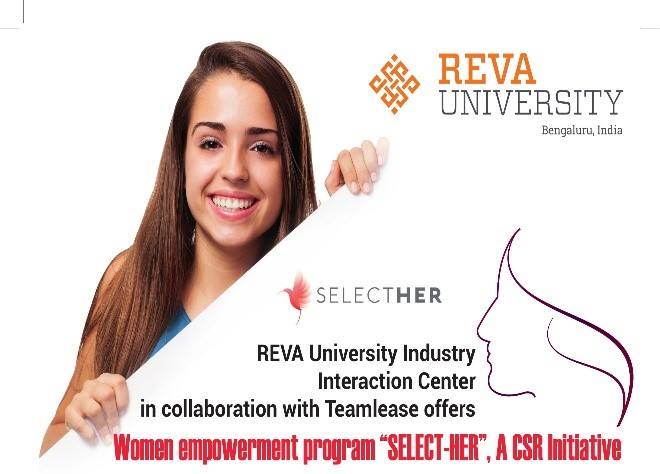 REVA
UNIVERSITY
Bengaluru, India
SELECTHER
REVA University Industry
Interaction Center
in collaboration with Teamlease offers
Women empowerment program “SELECT-HER”, A CSR Initiative